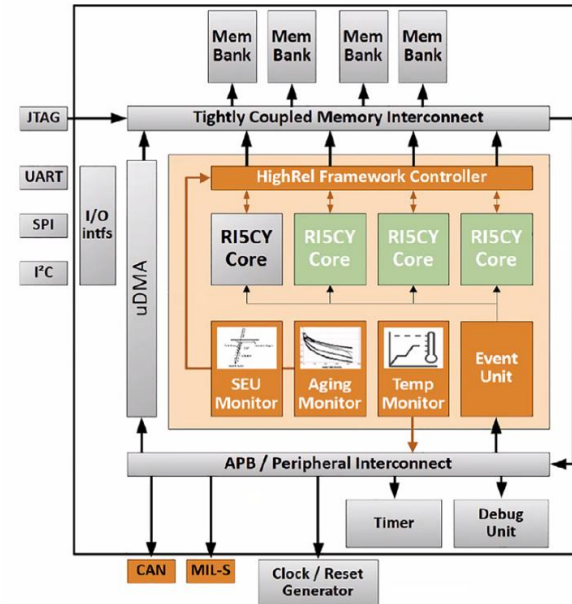 Mem Bank
Mem Bank
Mem Bank
Mem Bank
JTAG
Tightly Coupled Memory Interconnect
UART
SPI
I²C
I/O intfs
uDMA
HighRel Framework Controller
RI5CY Core
RI5CY Core
RI5CY Core
RI5CY Core
SEU Monitor
Aging Monitor
Temp Monitor
Event Unit
APB / Peripheral Interconnect
Timer
Debug Unit
CAN
MIL-S
Clock / Reset Generator